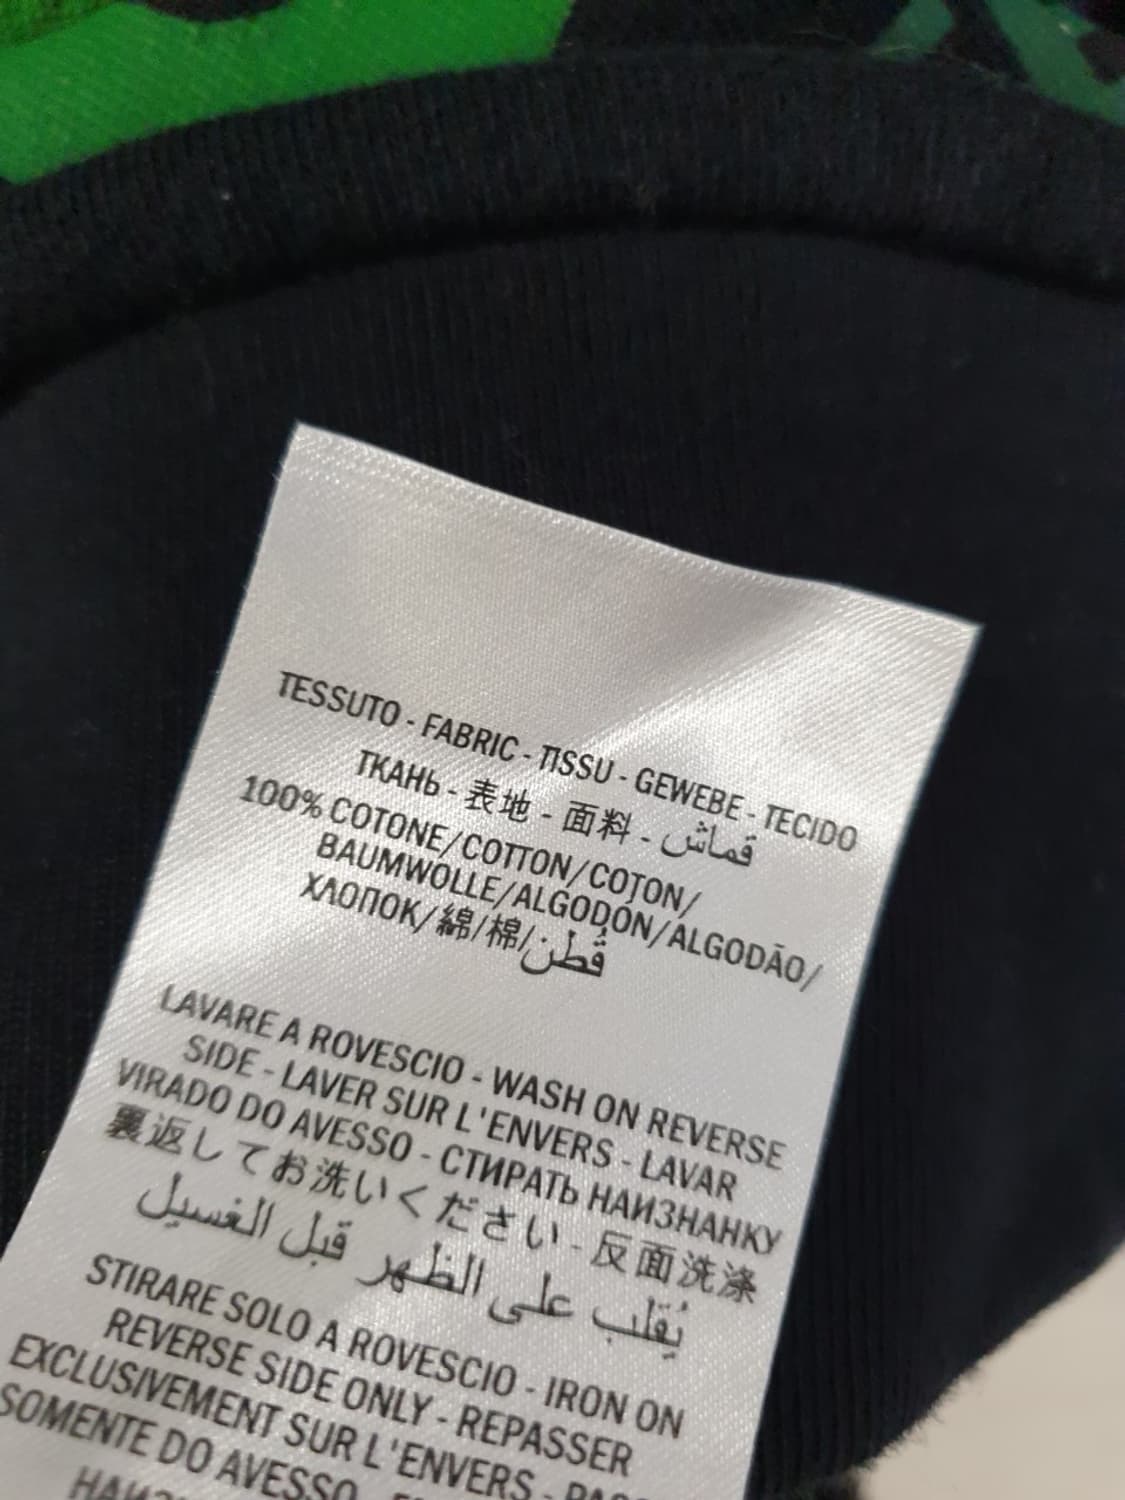 TESSUTO - FABRIC - TISSU - GEWEBE - TECIDO
ТКАНЬ - 表地 - 面料 - قماش
100% COTONE/COTTON/COTON/
BAUMWOLLE/ALGODÓN/ALGODÃO/
ХЛОПОК/綿/棉/قُطن
LAVARE A ROVESCIO - WASH ON REVERSE
SIDE - LAVER SUR L'ENVERS - LAVAR
VIRADO DO AVESSO - СТИРАТЬ НАИЗНАНКУ
裏返してお洗いください - 反面洗涤
يُقلب على الظهر قبل الغسيل
STIRARE SOLO A ROVESCIO - IRON ON
REVERSE SIDE ONLY - REPASSER
EXCLUSIVEMENT SUR L'ENVERS -
SOMENTE DO AVESSO -